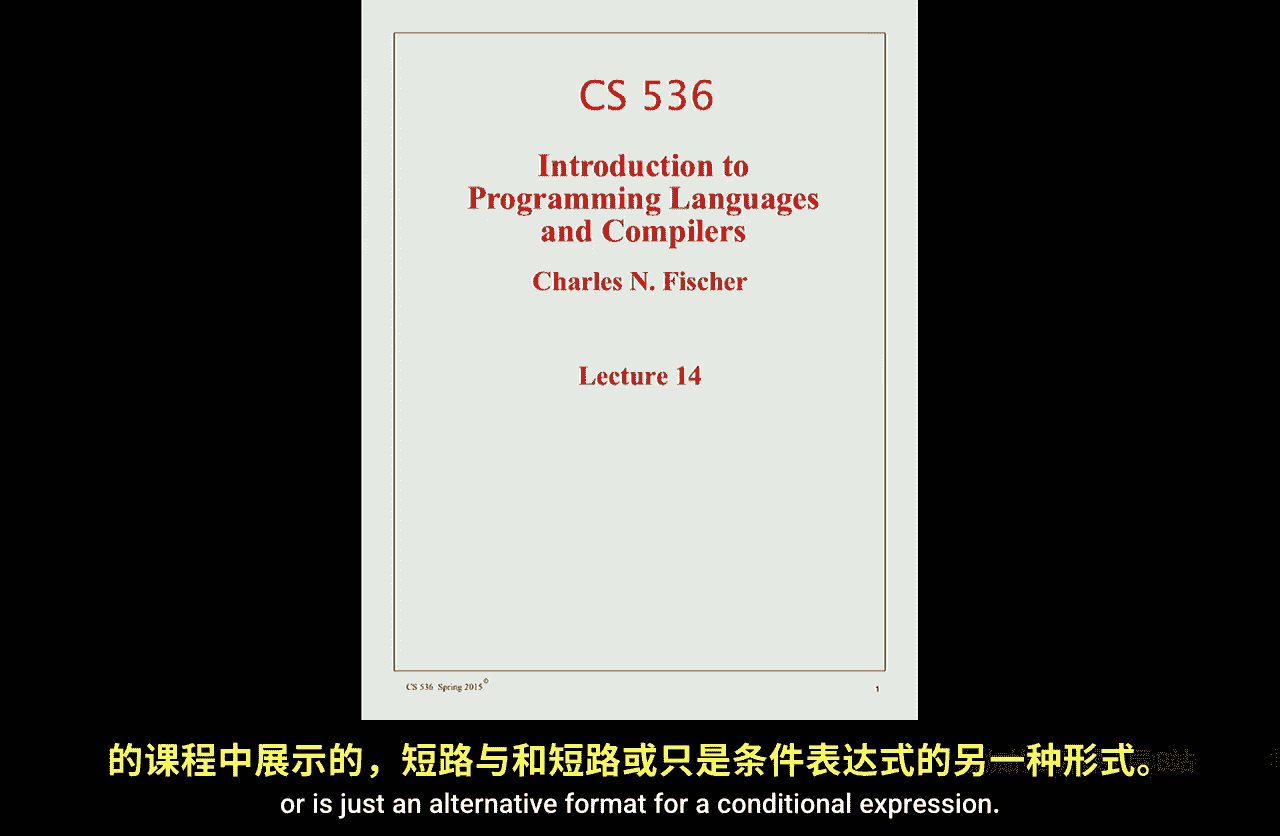 CS 536
Introduction to
Programming Languages
and Compilers
Charles N. Fischer
Lecture 14
CS 536 Spring 2015©
1
的课程中展示的，短路与和短路或只是条件表达式的另一种形式。
or is just an alternative format for a conditional expression.